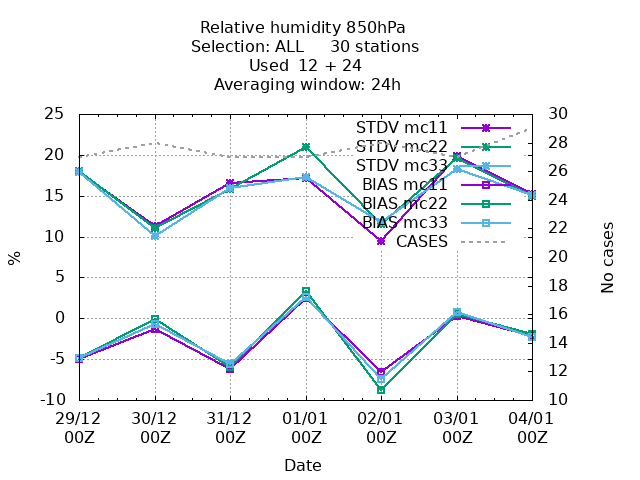 Relative humidity 850hPa
Selection: ALL 30 stations
Used 12 + 24
Averaging window: 24h
25
20
15
10
5
0
-5
-10
%
30
28
26
24
22
20
18
16
14
12
10
No cases
STDV mc11
STDV mc22
STDV mc33
BIAS mc11
BIAS mc22
BIAS mc33
CASES
29/12 30/12 31/12 01/01 02/01 03/01 04/01
00Z 00Z 00Z 00Z 00Z 00Z 00Z
Date